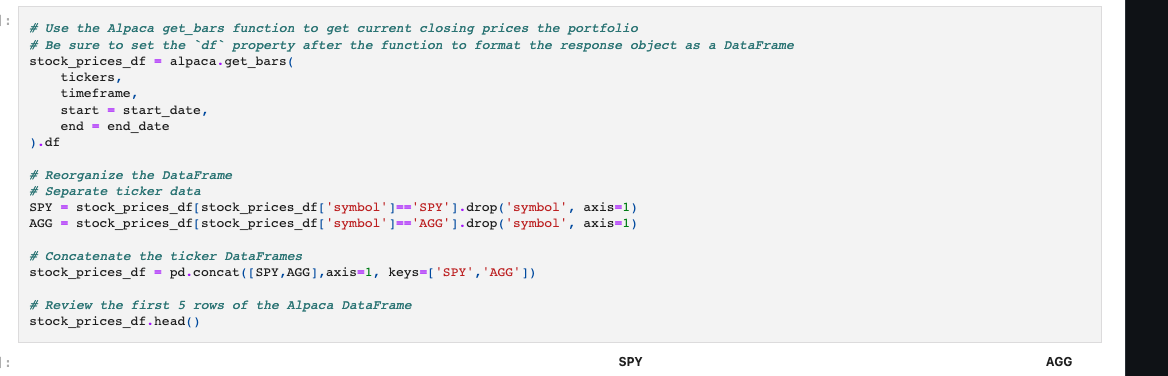 ]:
# Use the Alpaca get_bars function to get current closing prices the portfolio
# Be sure to set the `df` property after the function to format the response object as a DataFrame
stock_prices_df = alpaca.get_bars(
    tickers,
    timeframe,
    start = start_date,
    end = end_date
).df

# Reorganize the DataFrame
# Separate ticker data
SPY = stock_prices_df[stock_prices_df['symbol']=='SPY'].drop('symbol', axis=1)
AGG = stock_prices_df[stock_prices_df['symbol']=='AGG'].drop('symbol', axis=1)

# Concatenate the ticker DataFrames
stock_prices_df = pd.concat([SPY,AGG],axis=1, keys=['SPY','AGG'])

# Review the first 5 rows of the Alpaca DataFrame
stock_prices_df.head()
]: SPY AGG